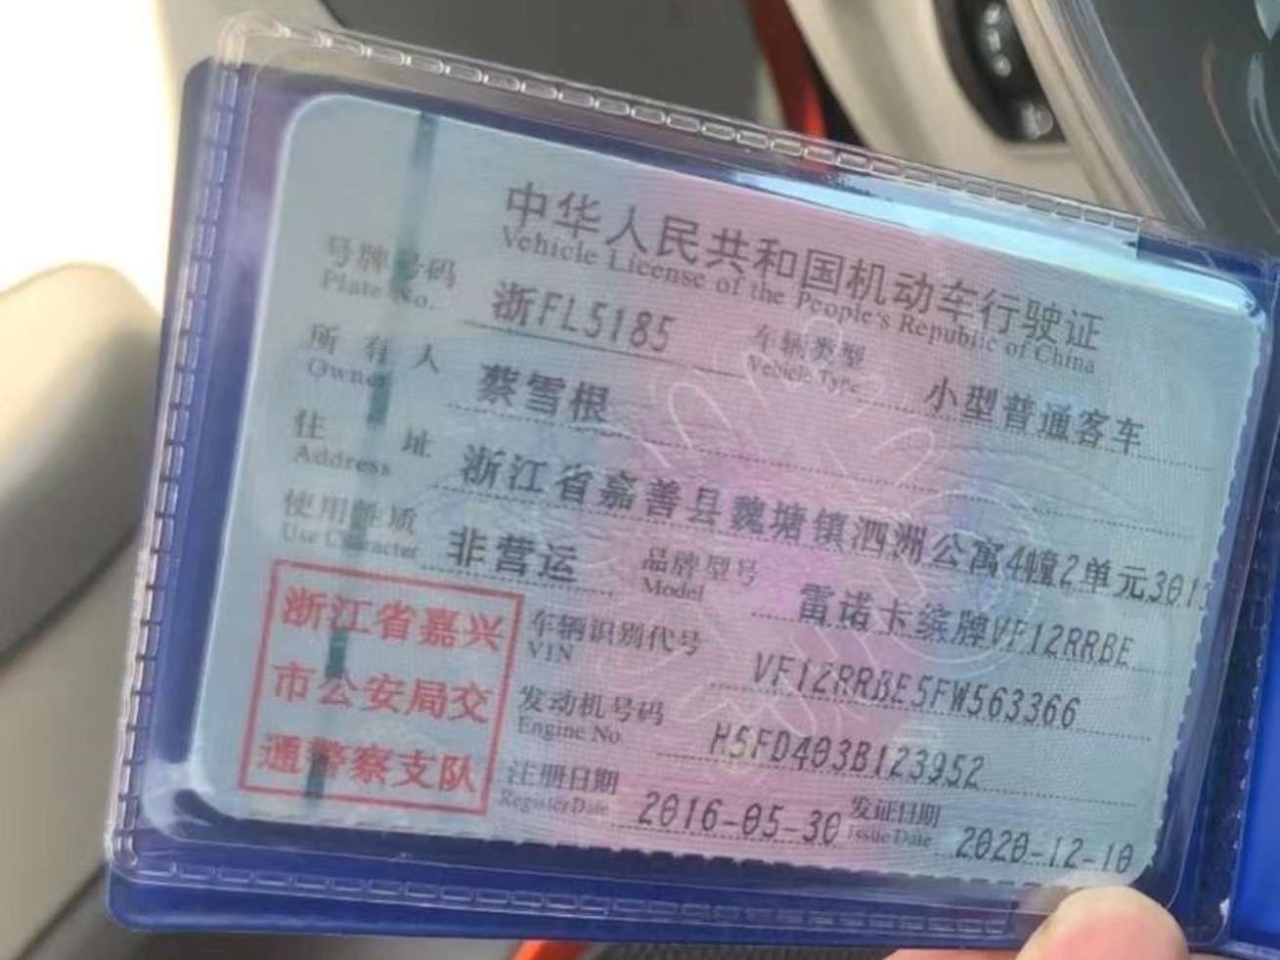 中华人民共和国机动车行驶证
Vehicle License of the People's Republic of China
号牌号码 浙FL5185 车辆类型 小型普通客车
Plate No. Vehicle Type
所有人 蔡雪根
Owner
住址 浙江省嘉善县魏塘镇泗洲公寓4幢2单元301
Address
使用性质 非营运 品牌型号 雷诺卡缤牌VF12RRBE
Use Character Model
浙江省嘉兴
市公安局交
通警察支队
车辆识别代号 VF12RRBE5FW563366
VIN
发动机号码 H5FD403B123952
Engine No.
注册日期 2016-05-30 发证日期 2020-12-10
Register Date Issue Date